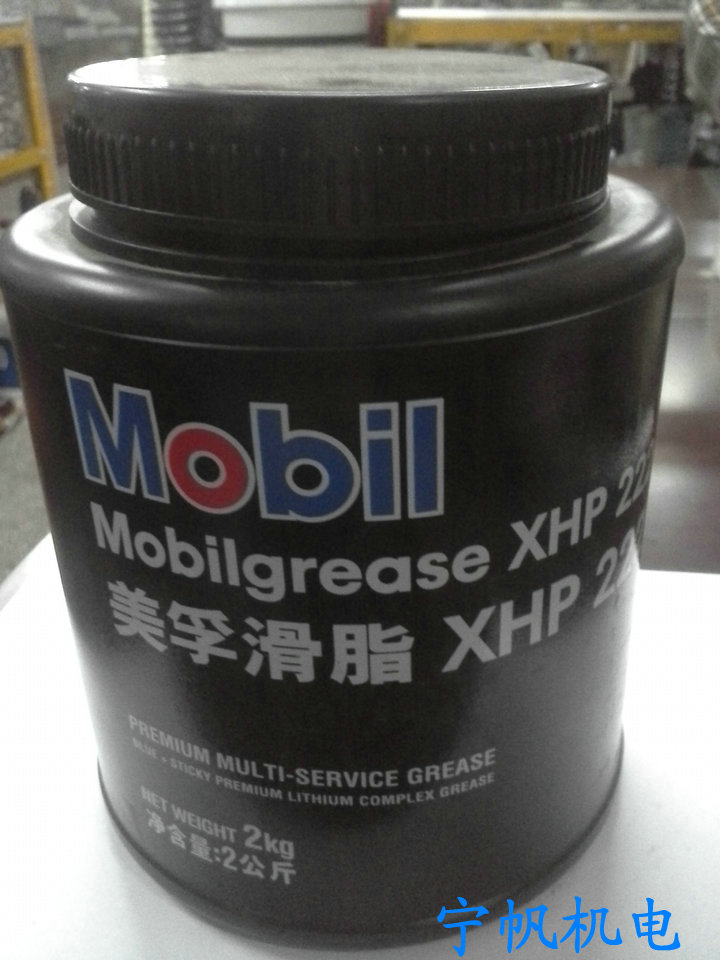 Mobil
Mobilgrease XHP 22
美孚滑脂 XHP 22
PREMIUM MULTI-SERVICE GREASE
BLUE + STICKY PREMIUM LITHIUM COMPLEX GREASE
NET WEIGHT 2kg
净含量:2公斤
宁帆机电